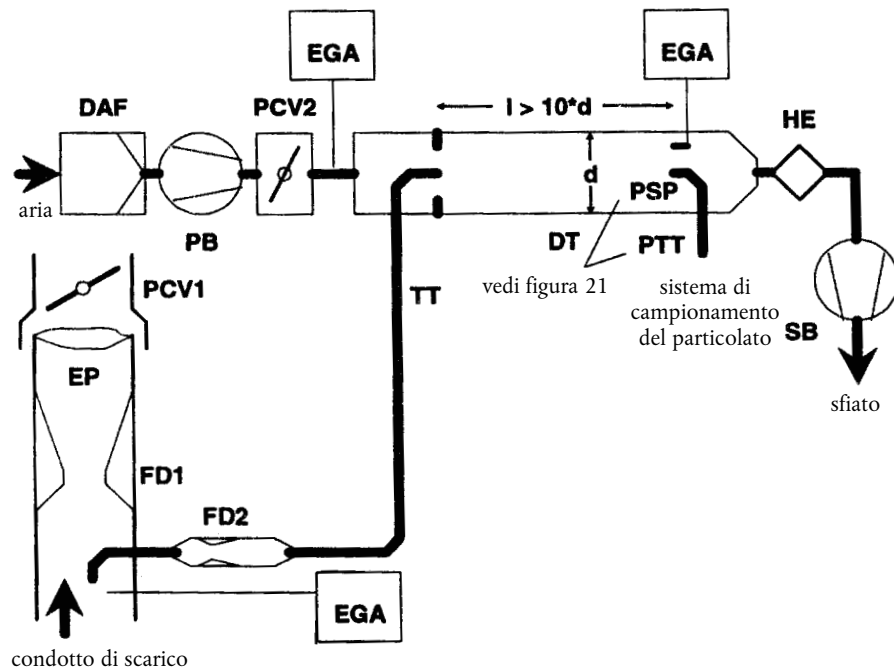 EGA
EGA
DAF
PCV2
l > 10*d
HE
d
aria
PSP
PB
DT
PTT
PCV1
TT
vedi figura 21
sistema di
campionamento
del particolato
SB
EP
sfiato
FD1
FD2
EGA
condotto di scarico